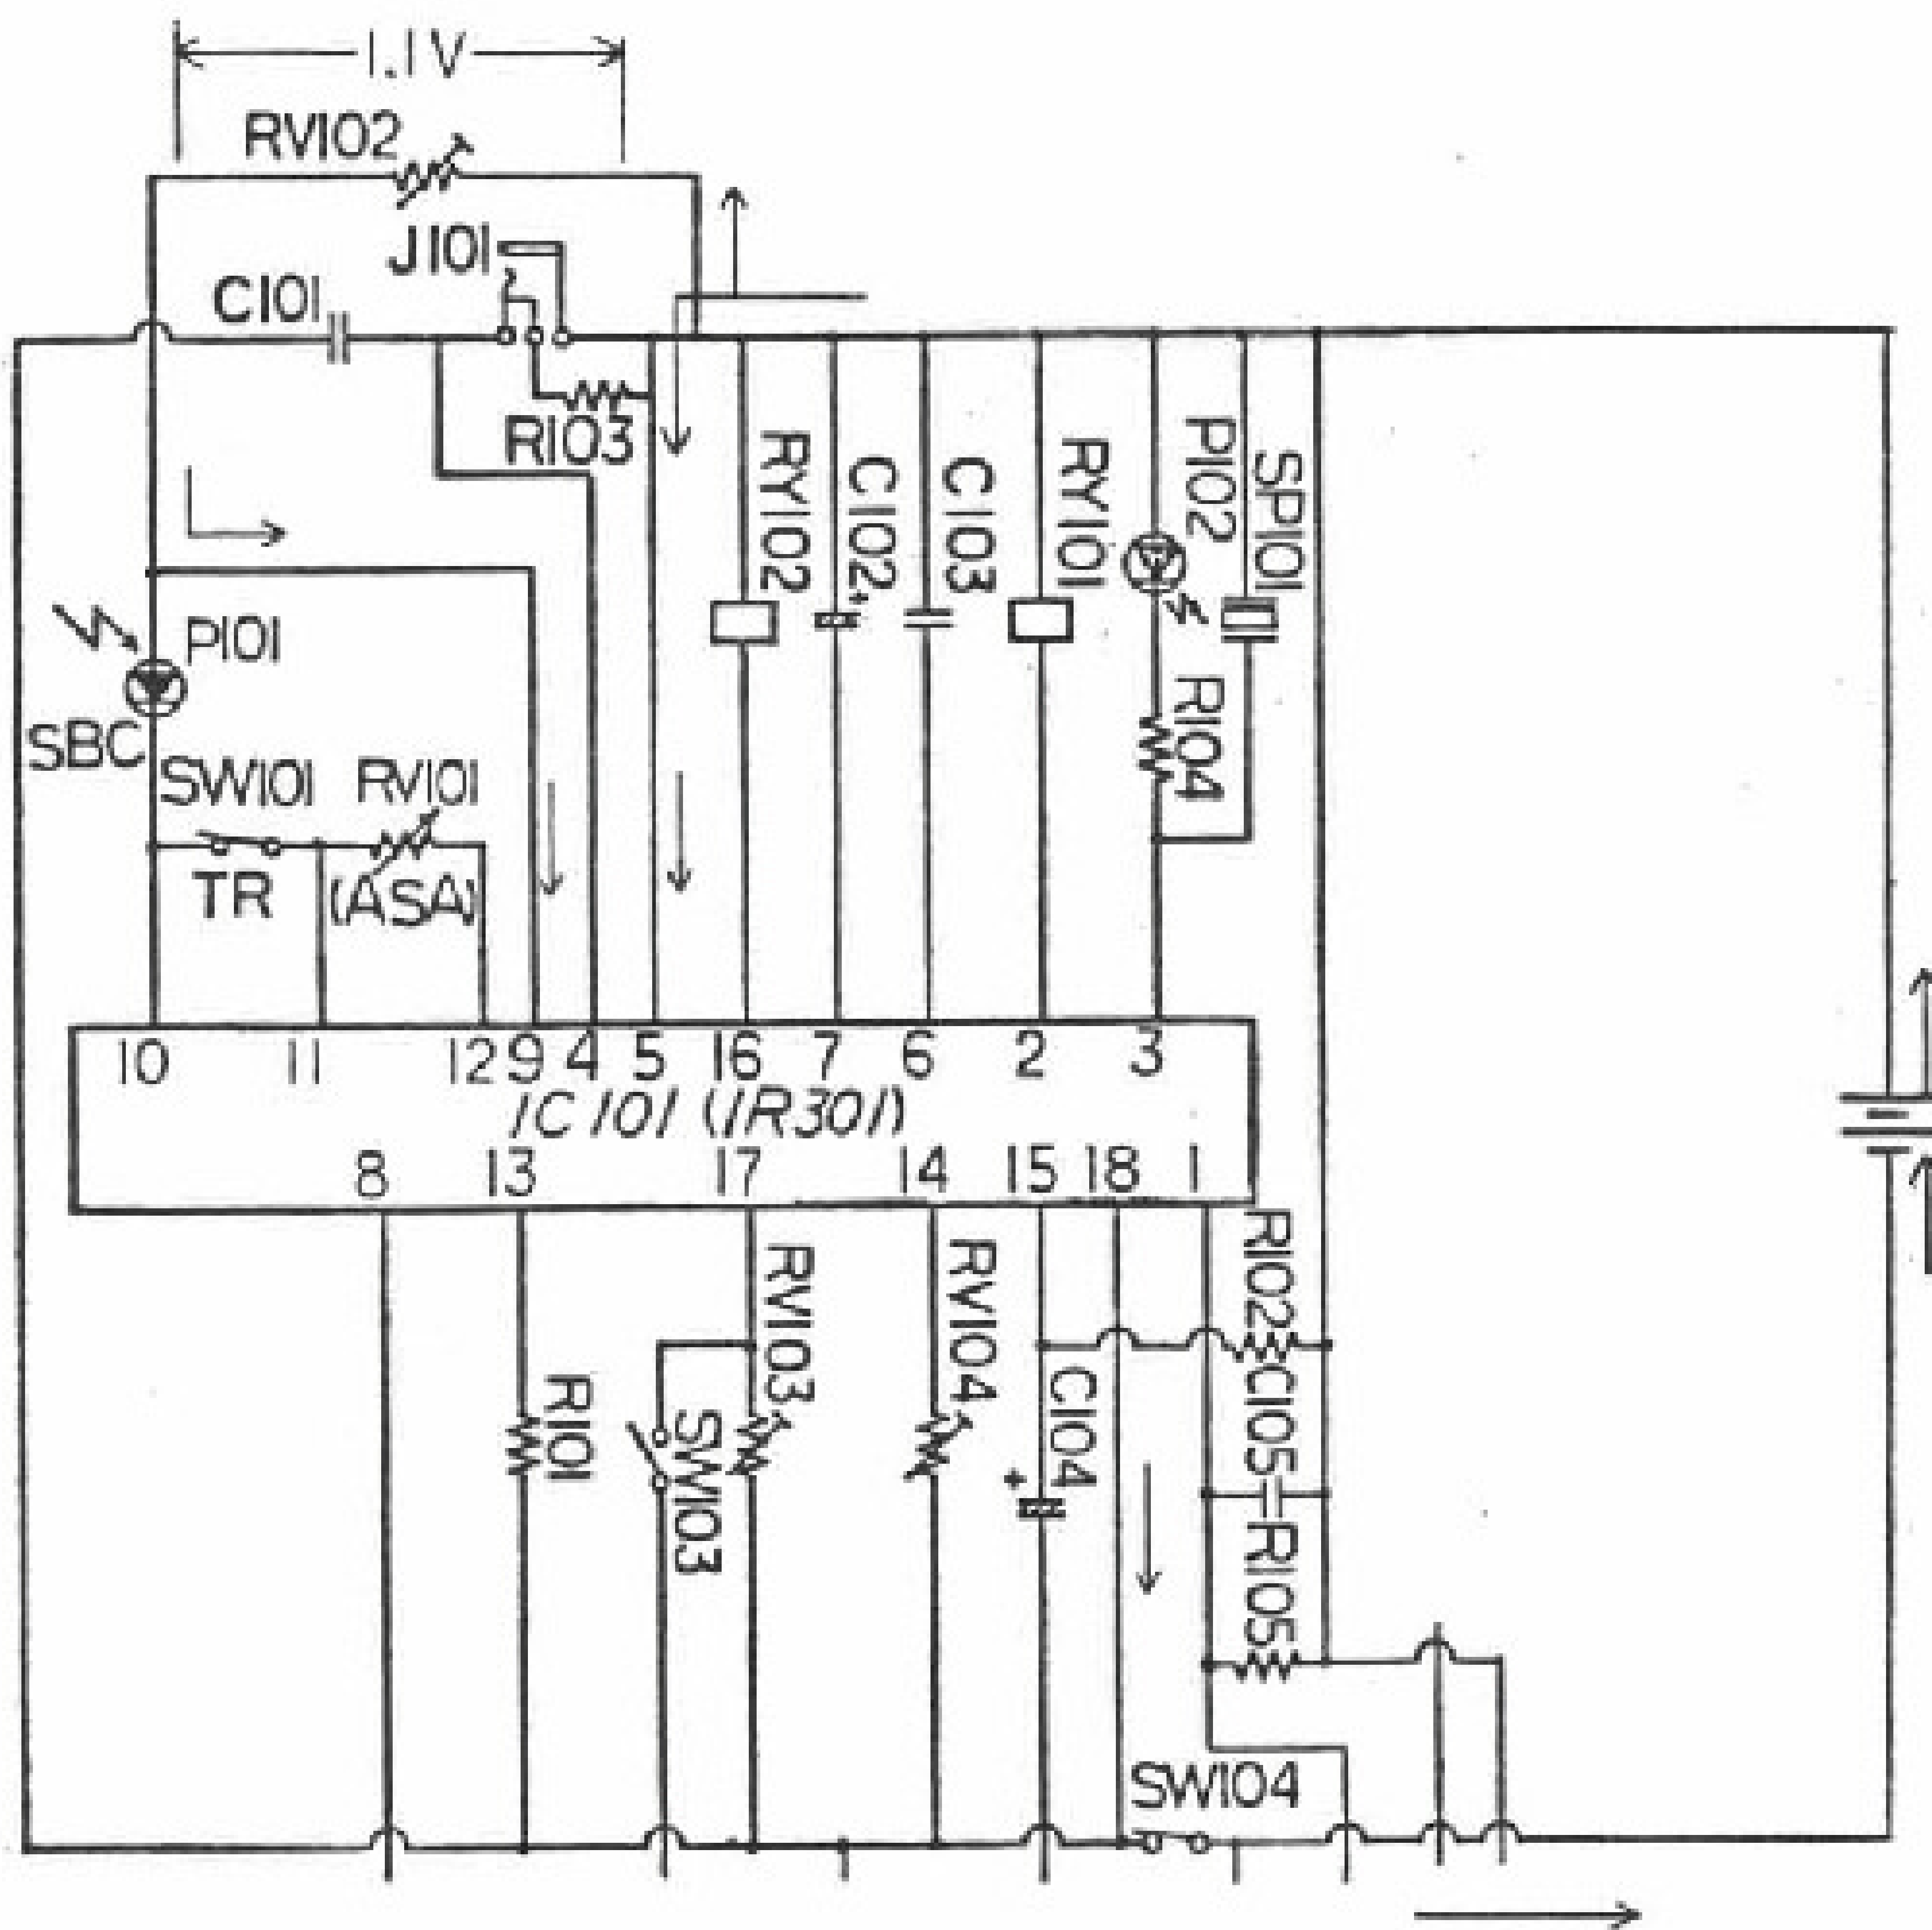 1.1V
RV102
J101
C101
R103
RY102
C102
+
C103
RY101
P102
SP101
P101
SBC
R104
SW101 RV101
TR (ASA)
10 11 12 9 4 5 16 7 6 2 3
IC101 (IR301)
8 13 17 14 15 18 1
R102
RV103
RV104
C104
+
C105
R101
SW103
R105
SW104